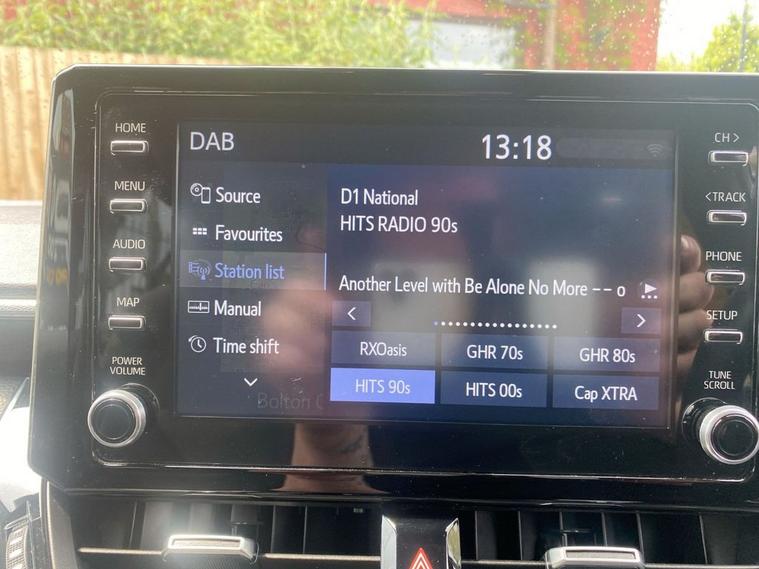 HOME
MENU
AUDIO
MAP
POWER
VOLUME
DAB
13:18
Source
Favourites
Station list
Manual
Time shift
D1 National
HITS RADIO 90s
Another Level with Be Alone No More -- o
RXOasis
GHR 70s
GHR 80s
HITS 90s
HITS 00s
Cap XTRA
CH >
< TRACK
PHONE
SETUP
TUNE
SCROLL
Bolton